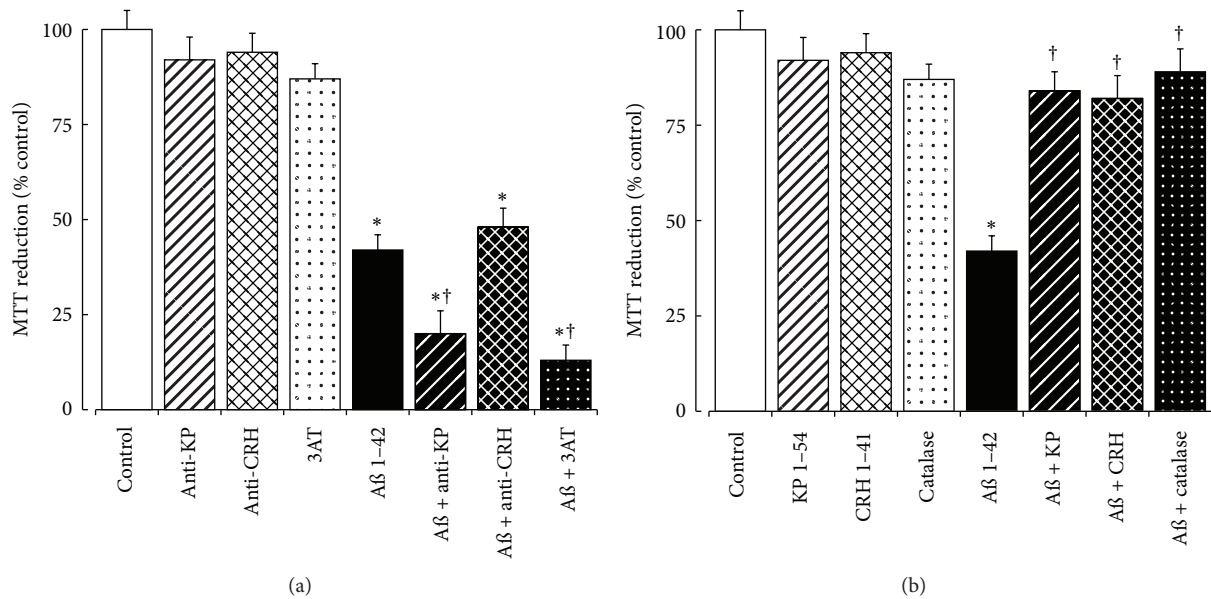 MTT reduction (% control)
100
75
50
25
0
*
*†
*
*†
Control
Anti-KP
Anti-CRH
3AT
Aß 1–42
Aß + anti-KP
Aß + anti-CRH
Aß + 3AT
(a)
MTT reduction (% control)
100
75
50
25
0
*
†
†
†
Control
KP 1–54
CRH 1–41
Catalase
Aß 1–42
Aß + KP
Aß + CRH
Aß + catalase
(b)